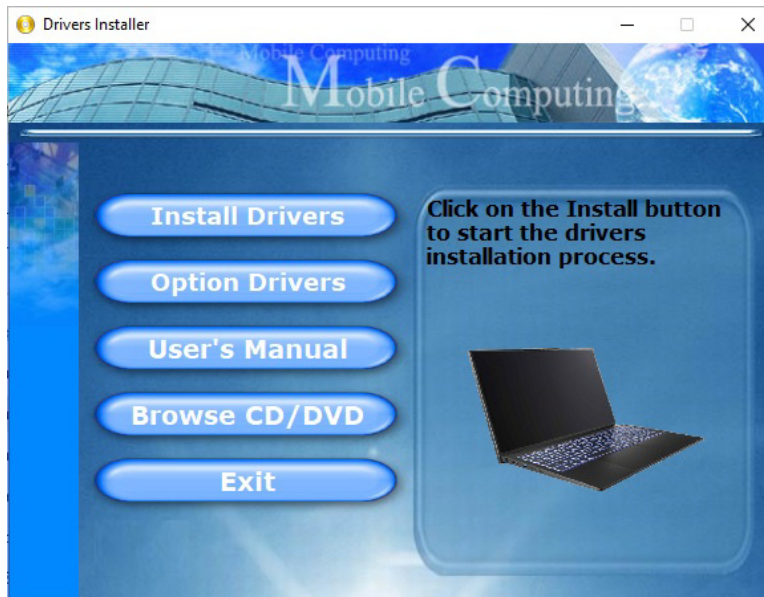 Drivers Installer
Mobile Computing
Mobile Computing
Install Drivers
Option Drivers
User's Manual
Browse CD/DVD
Exit
Click on the Install button
to start the drivers
installation process.